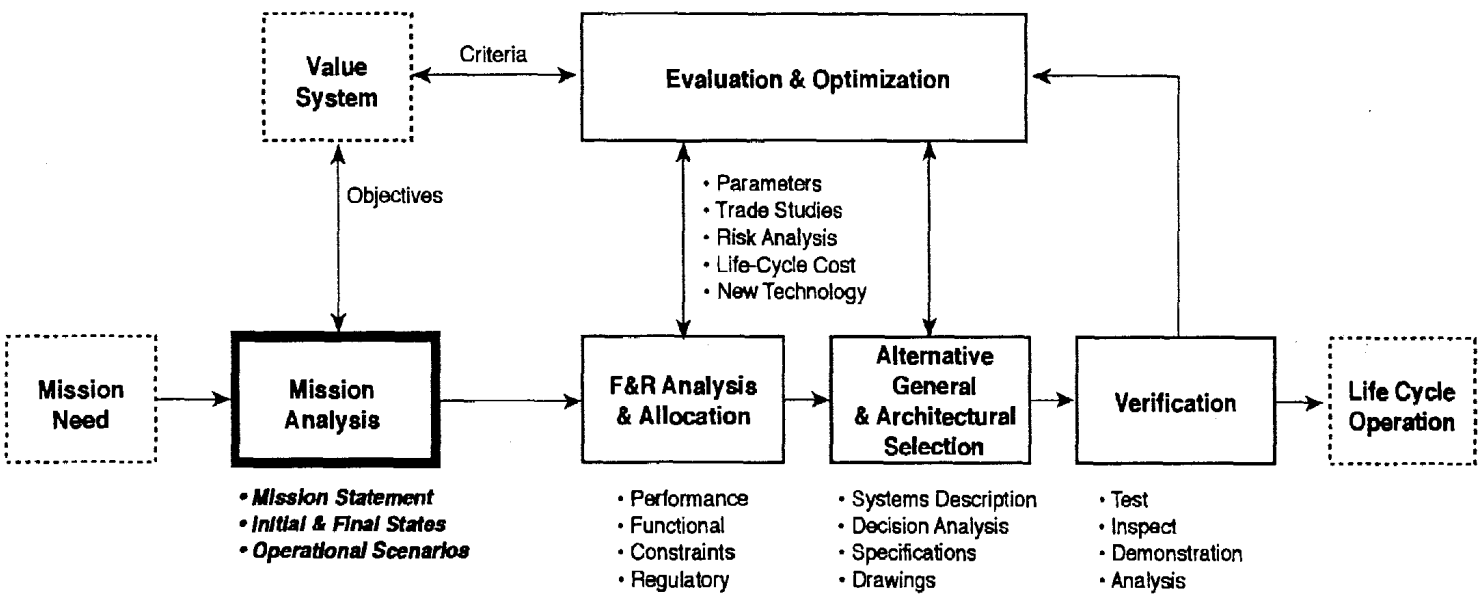 Value
System
Criteria
Evaluation & Optimization
Objectives
• Parameters
• Trade Studies
• Risk Analysis
• Life-Cycle Cost
• New Technology
Mission
Need
Mission
Analysis
F&R Analysis
& Allocation
Alternative
General
& Architectural
Selection
Verification
Life Cycle
Operation
• Mission Statement
• Initial & Final States
• Operational Scenarios
• Performance
• Functional
• Constraints
• Regulatory
• Systems Description
• Decision Analysis
• Specifications
• Drawings
• Test
• Inspect
• Demonstration
• Analysis